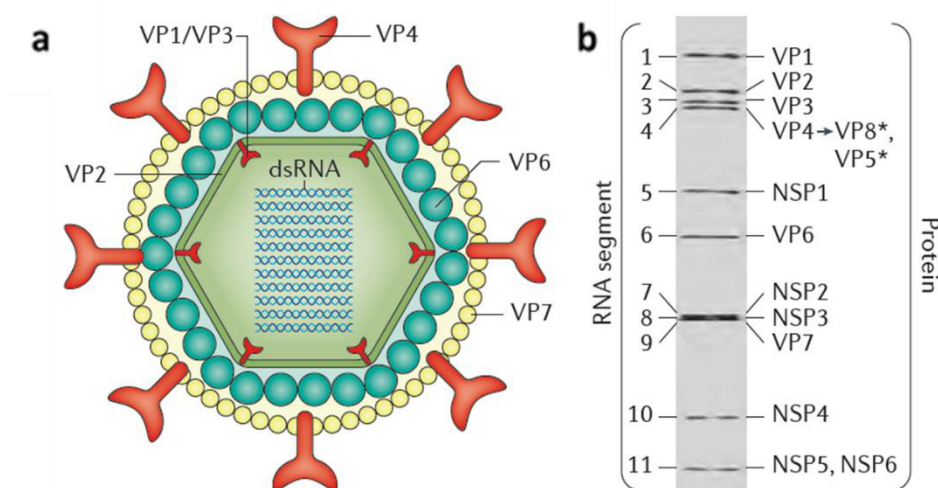 a
VP1/VP3
VP4
VP2
dsRNA
VP6
VP7
b
RNA segment
1 VP1
2 VP2
3 VP3
4 VP4→VP8*,
VP5*
5 NSP1
6 VP6
7 NSP2
8 NSP3
9 VP7
10 NSP4
11 NSP5, NSP6
Protein